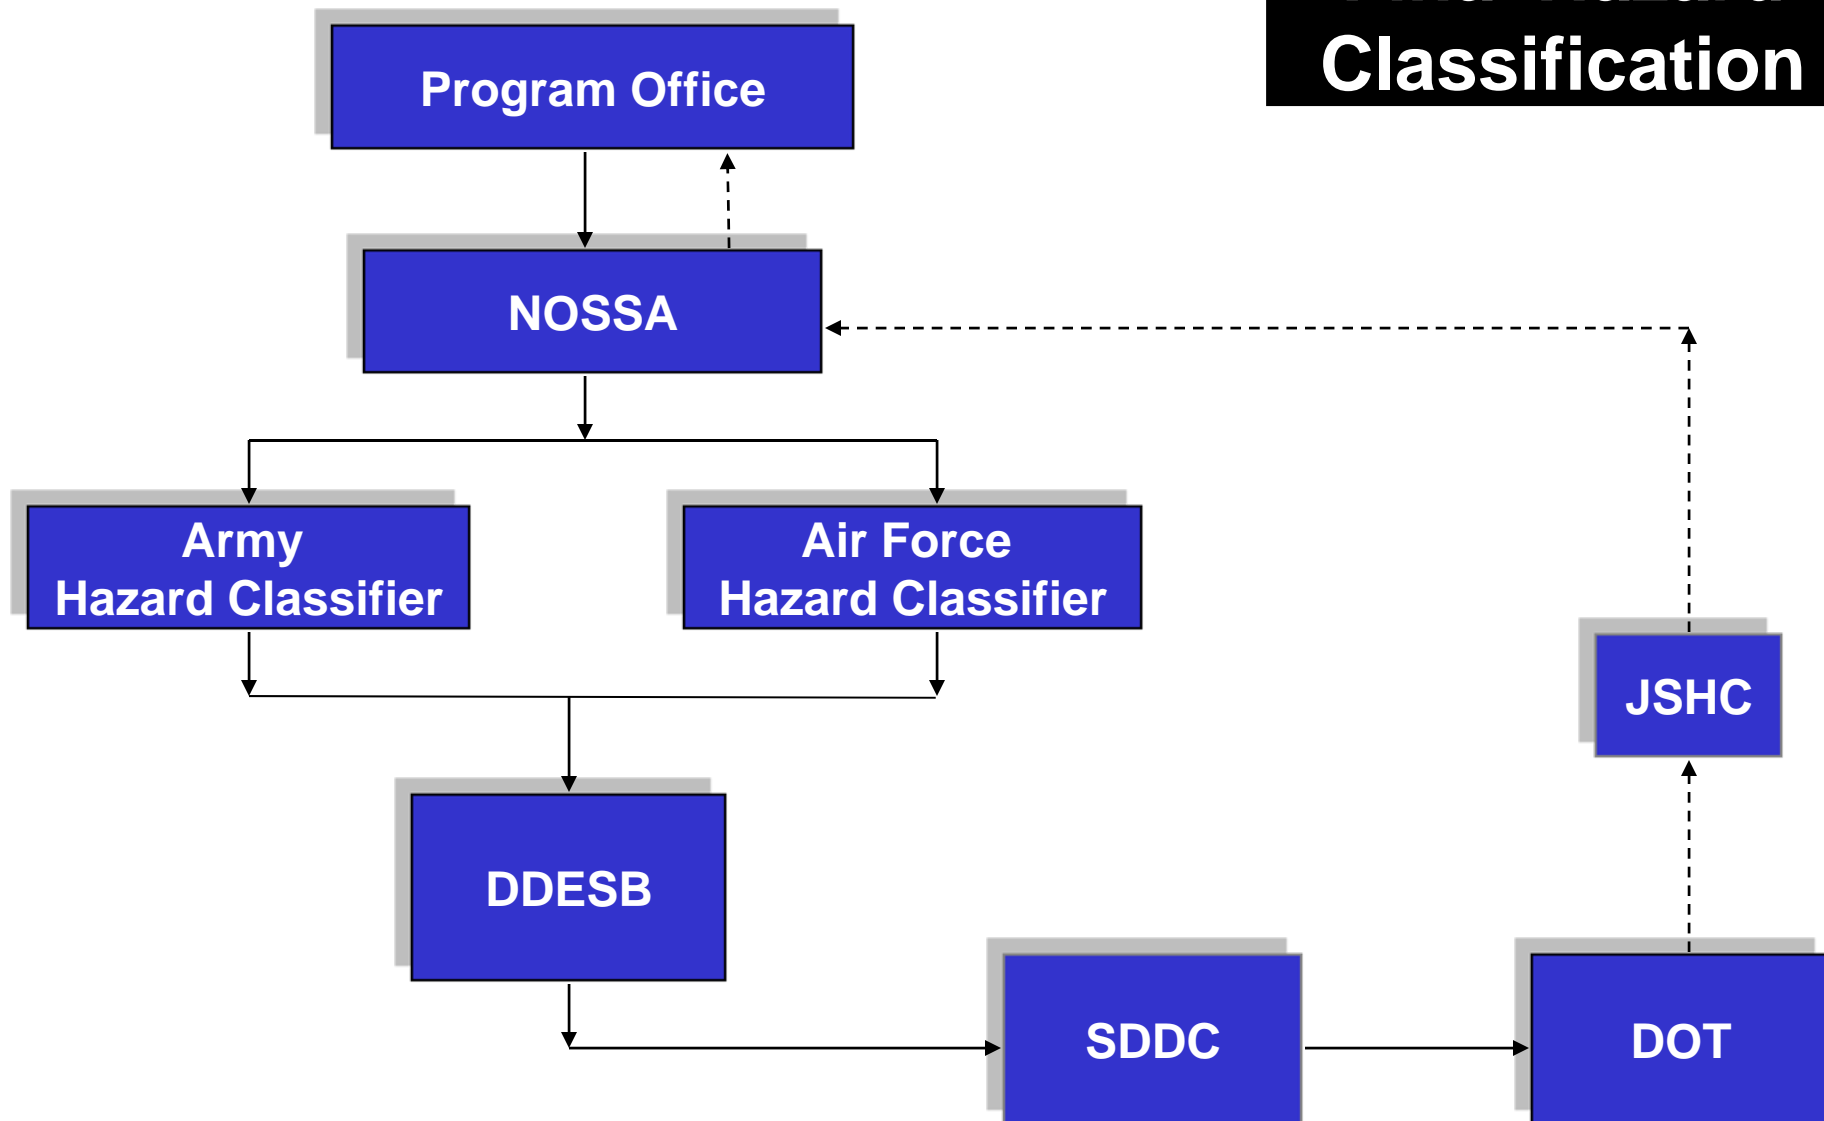 Classification
Program Office
NOSSA
Army
Hazard Classifier
Air Force
Hazard Classifier
JSHC
DDESB
SDDC
DOT